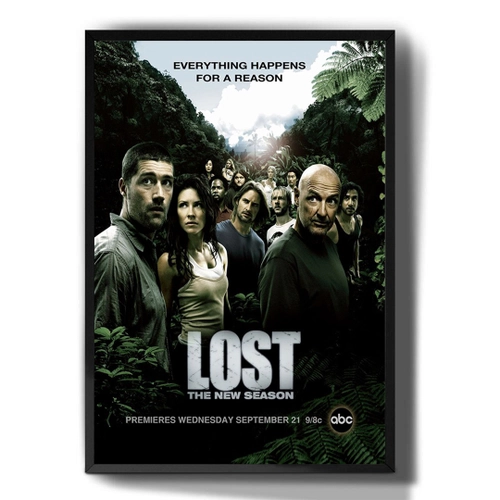 EVERYTHING HAPPENS
FOR A REASON
LOST
THE NEW SEASON
PREMIERES WEDNESDAY SEPTEMBER 21 9/8c abc